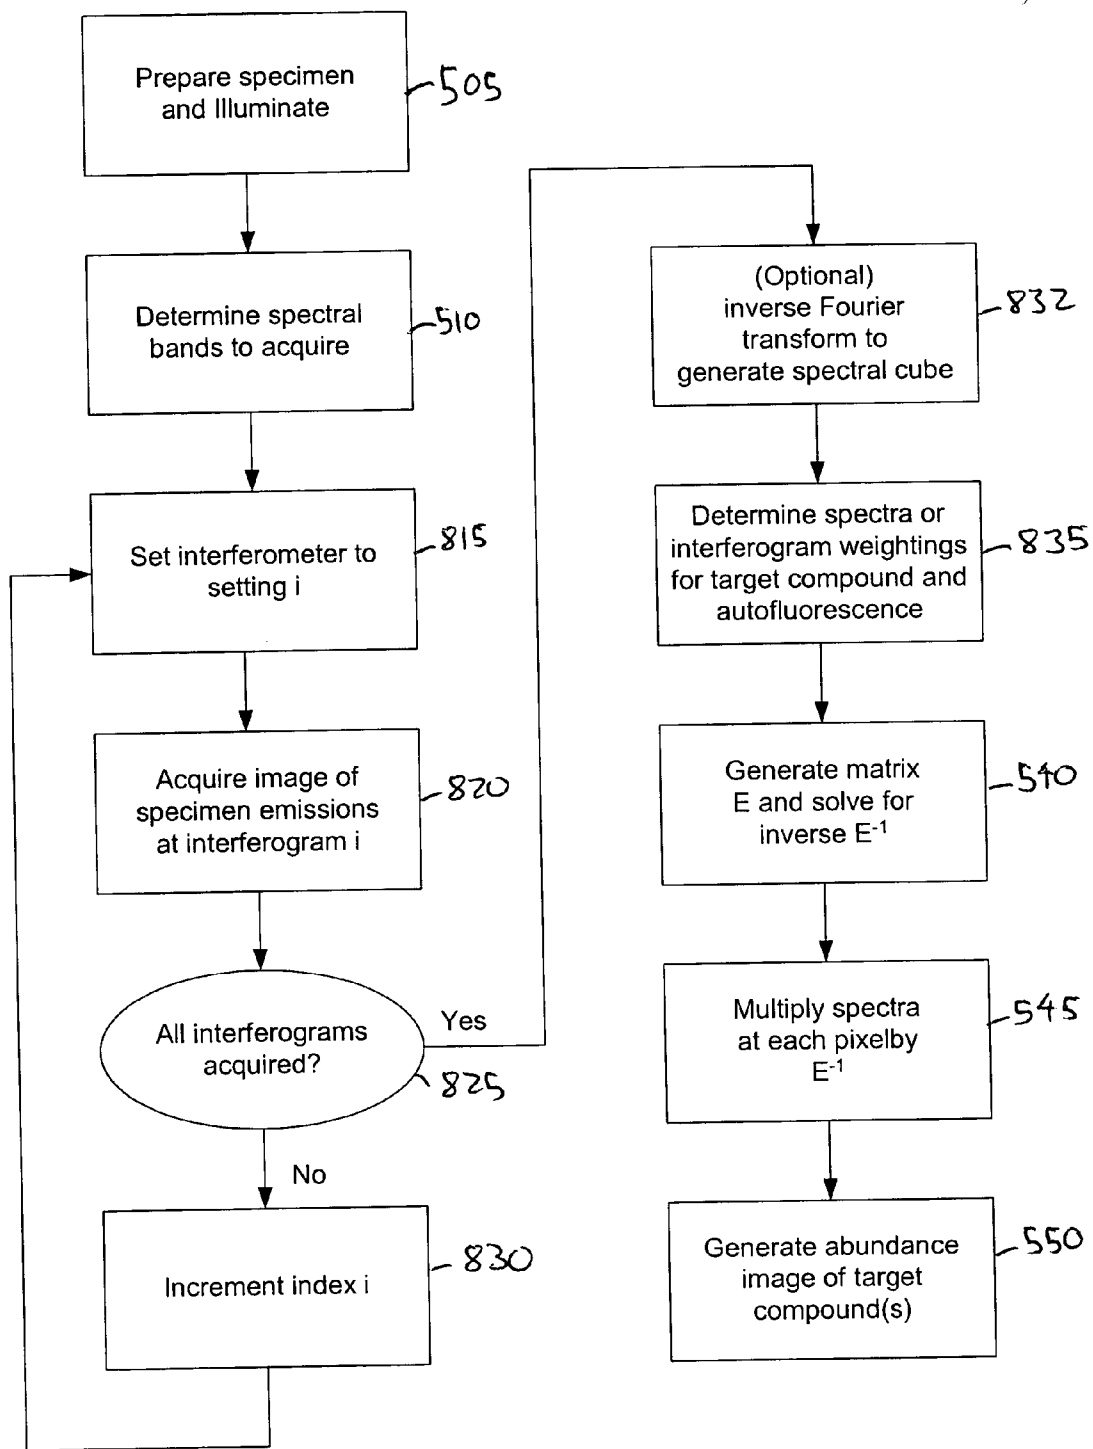 Prepare specimen
and Illuminate
505
Determine spectral
bands to acquire
510
Set interferometer to
setting i
815
Acquire image of
specimen emissions
at interferogram i
820
All interferograms
acquired?
825
Yes
No
Increment index i
830
(Optional)
inverse Fourier
transform to
generate spectral cube
832
Determine spectra or
interferogram weightings
for target compound and
autofluorescence
835
Generate matrix
E and solve for
inverse E⁻¹
540
Multiply spectra
at each pixelby
E⁻¹
545
Generate abundance
image of target
compound(s)
550